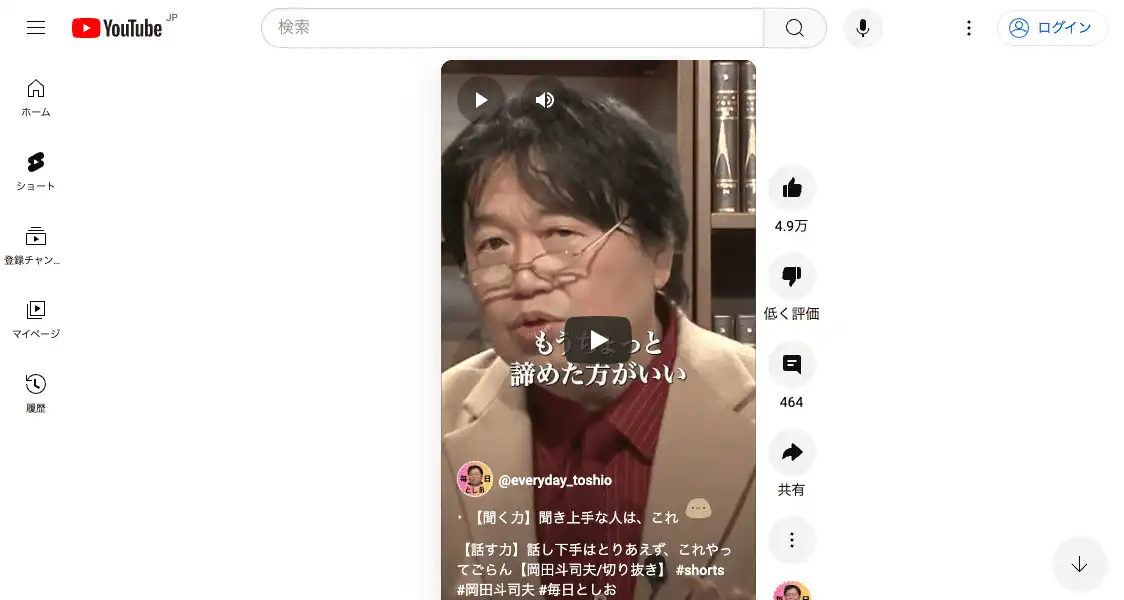 YouTube JP
検索
ログイン
ホーム
ショート
登録チャン...
マイページ
履歴
もうちょっと
諦めた方がいい
毎日
としお
@everyday_toshio
‣ 【聞く力】聞き上手な人は、これ
【話す力】話し下手はとりあえず、これやっ
てごらん【岡田斗司夫/切り抜き】 #shorts
#岡田斗司夫 #毎日としお
4.9万
低く評価
464
共有